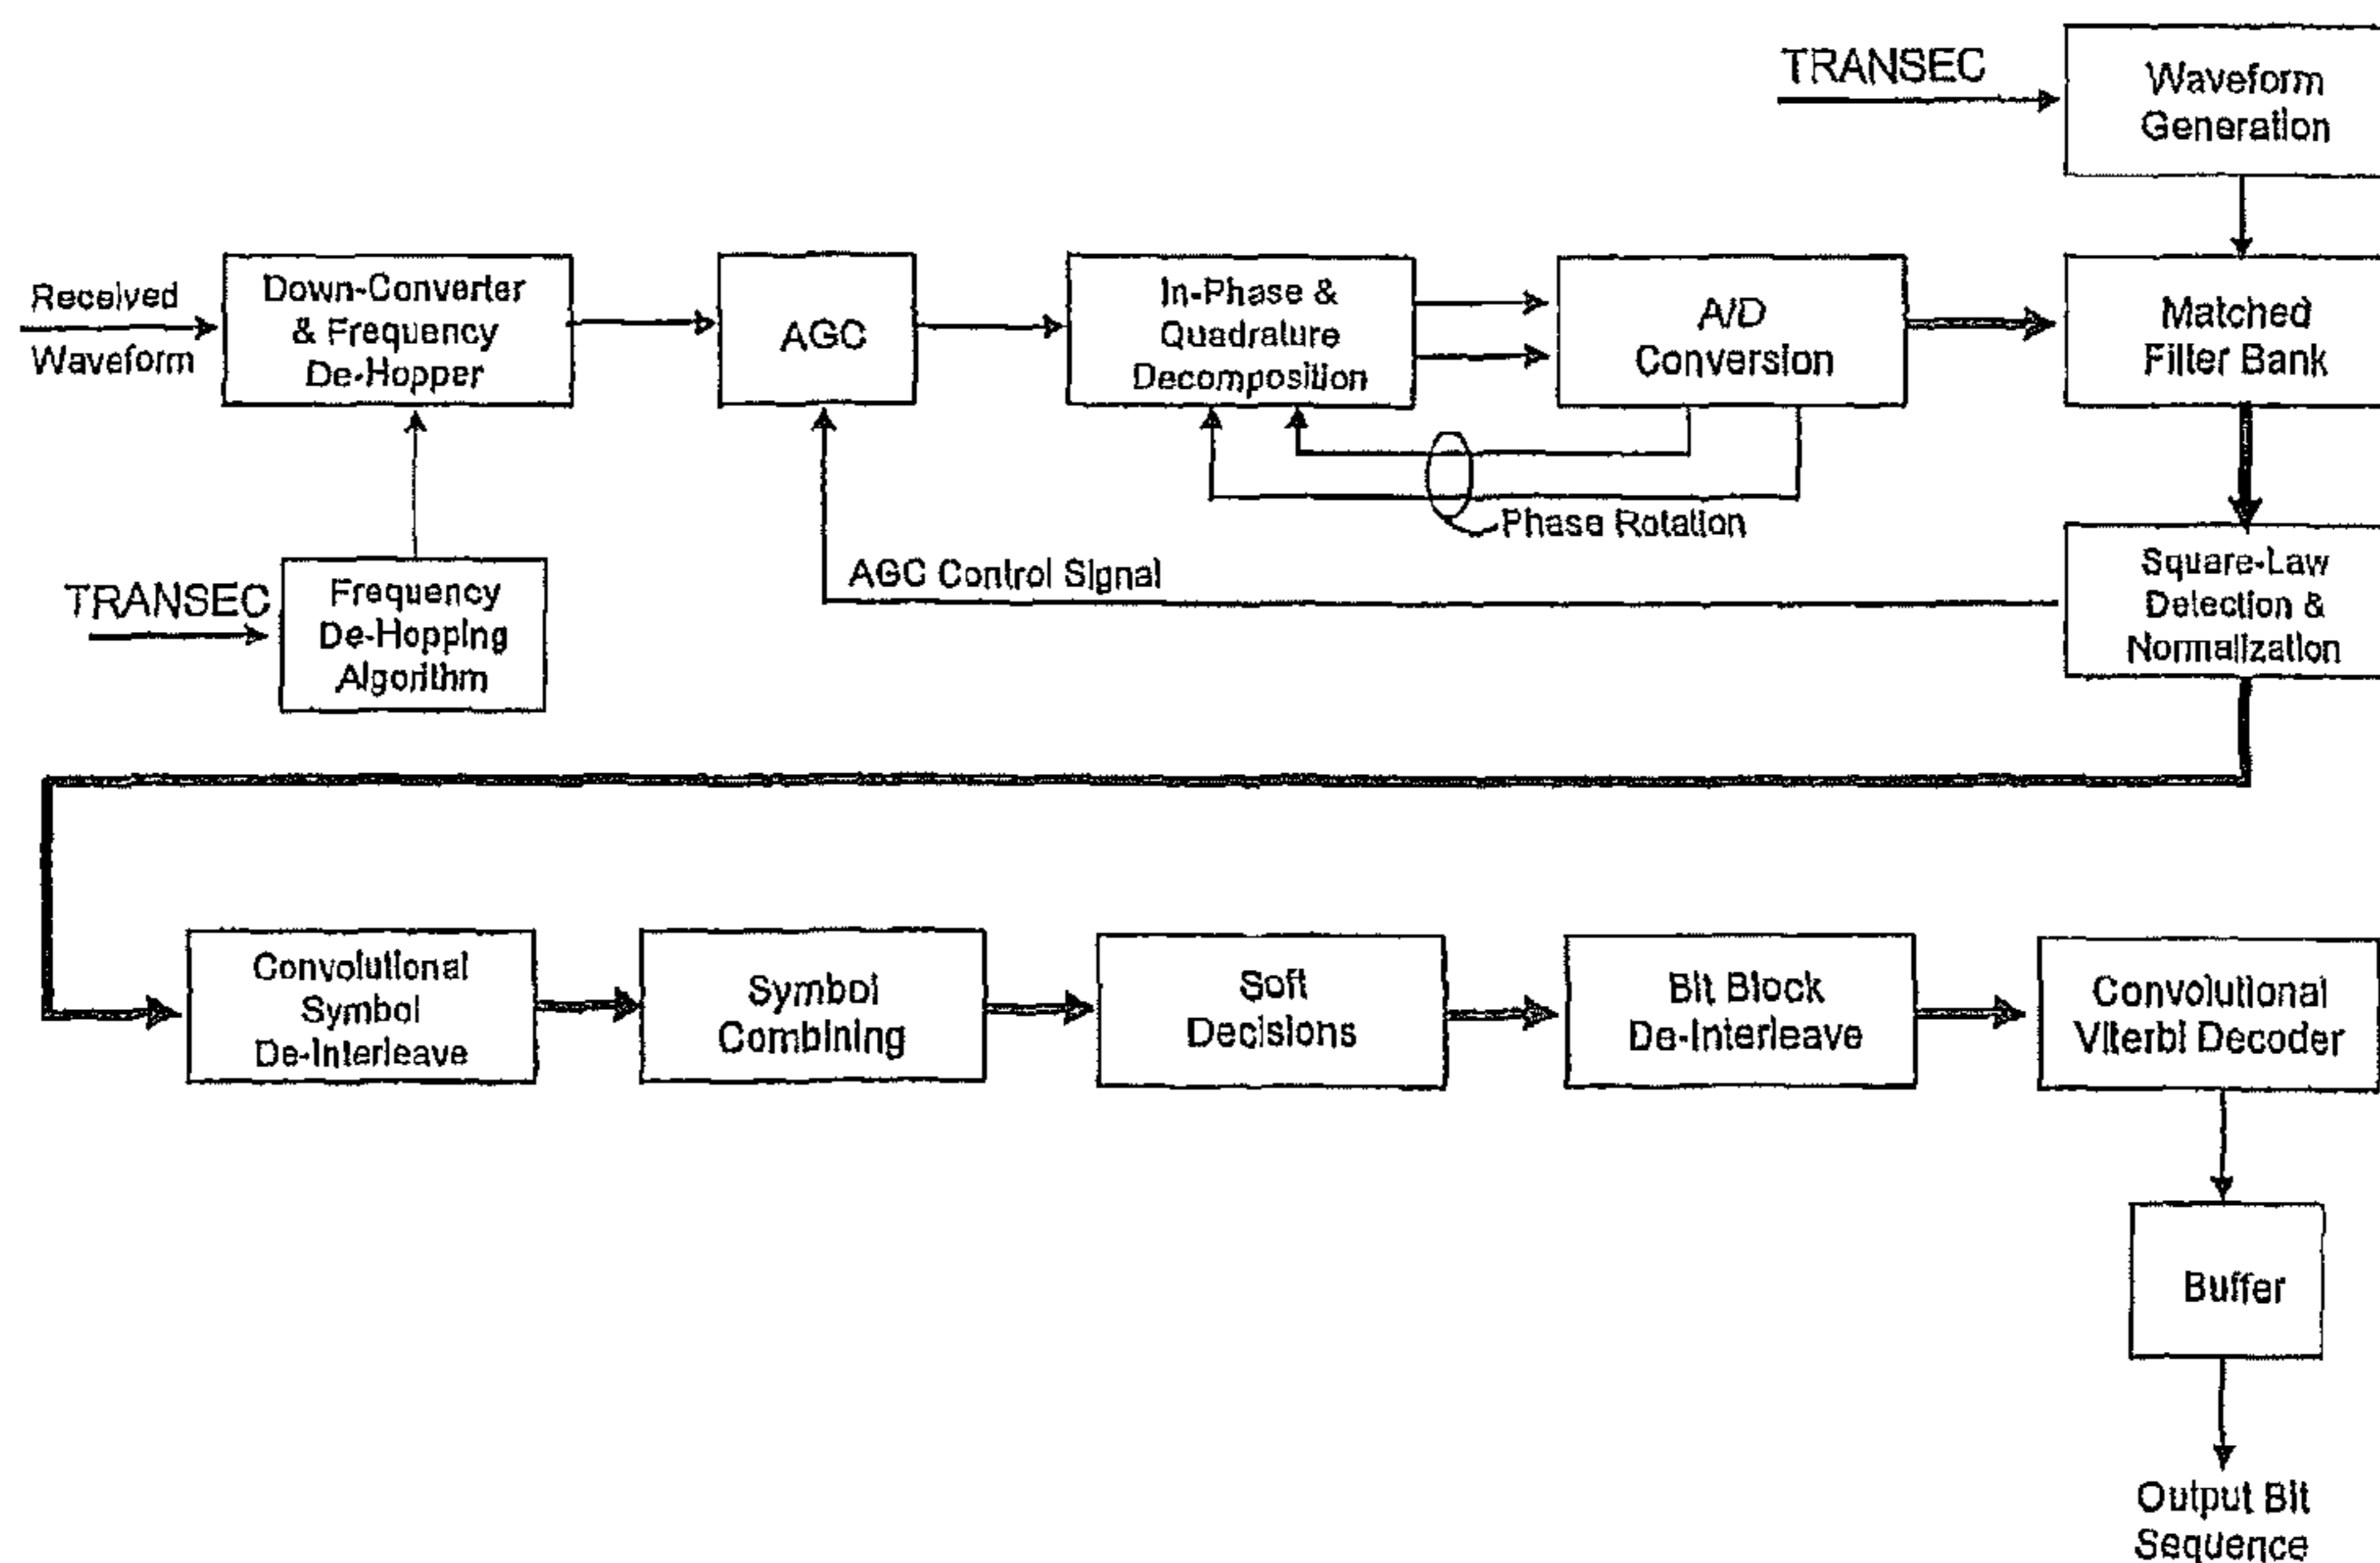 TRANSEC
Waveform
Generation
Received
Waveform
Down-Converter
& Frequency
De-Hopper
AGC
In-Phase &
Quadrature
Decomposition
A/D
Conversion
Matched
Filter Bank
Phase Rotation
AGC Control Signal
TRANSEC
Frequency
De-Hopping
Algorithm
Square-Law
Detection &
Normalization
Convolutional
Symbol
De-Interleave
Symbol
Combining
Soft
Decisions
Bit Block
De-Interleave
Convolutional
Viterbi Decoder
Buffer
Output Bit
Sequence